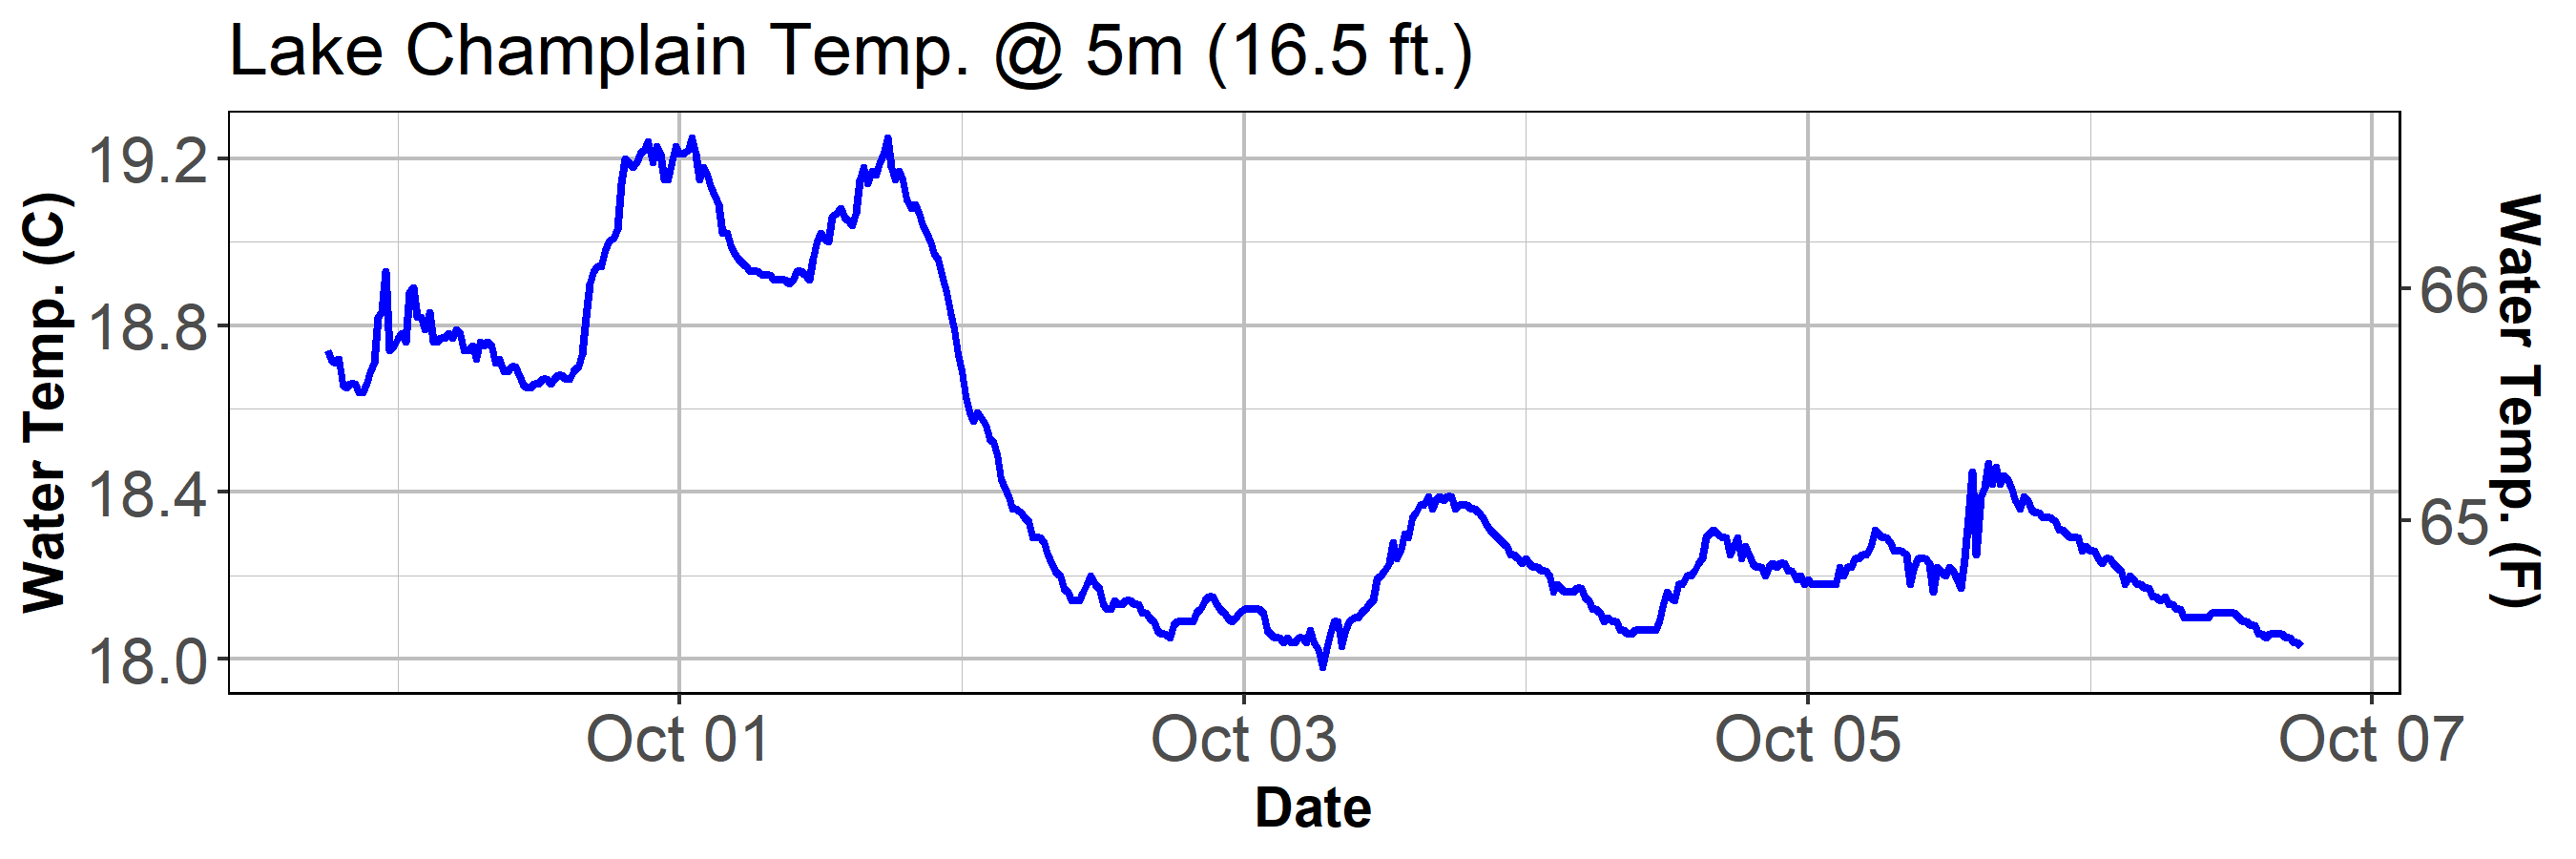 Lake Champlain Temp. @ 5m (16.5 ft.)
Water Temp. (C)
19.2
18.8
18.4
18.0
66
65
Water Temp. (F)
Oct 01
Oct 03
Oct 05
Oct 07
Date